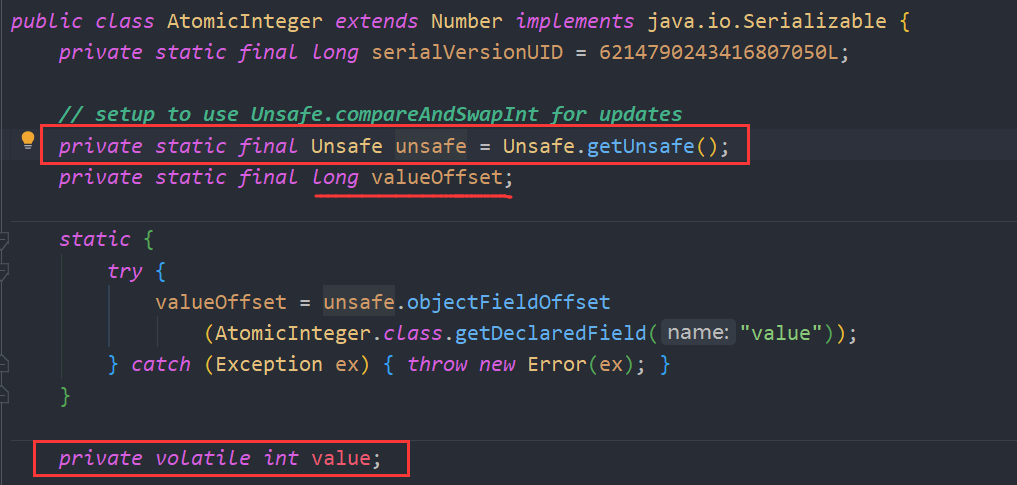 public class AtomicInteger extends Number implements java.io.Serializable {
private static final long serialVersionUID = 6214790243416807050L;
// setup to use Unsafe.compareAndSwapInt for updates
private static final Unsafe unsafe = Unsafe.getUnsafe();
private static final long valueOffset;
static {
try {
valueOffset = unsafe.objectFieldOffset
(AtomicInteger.class.getDeclaredField( name: "value"));
} catch (Exception ex) { throw new Error(ex); }
}
private volatile int value;